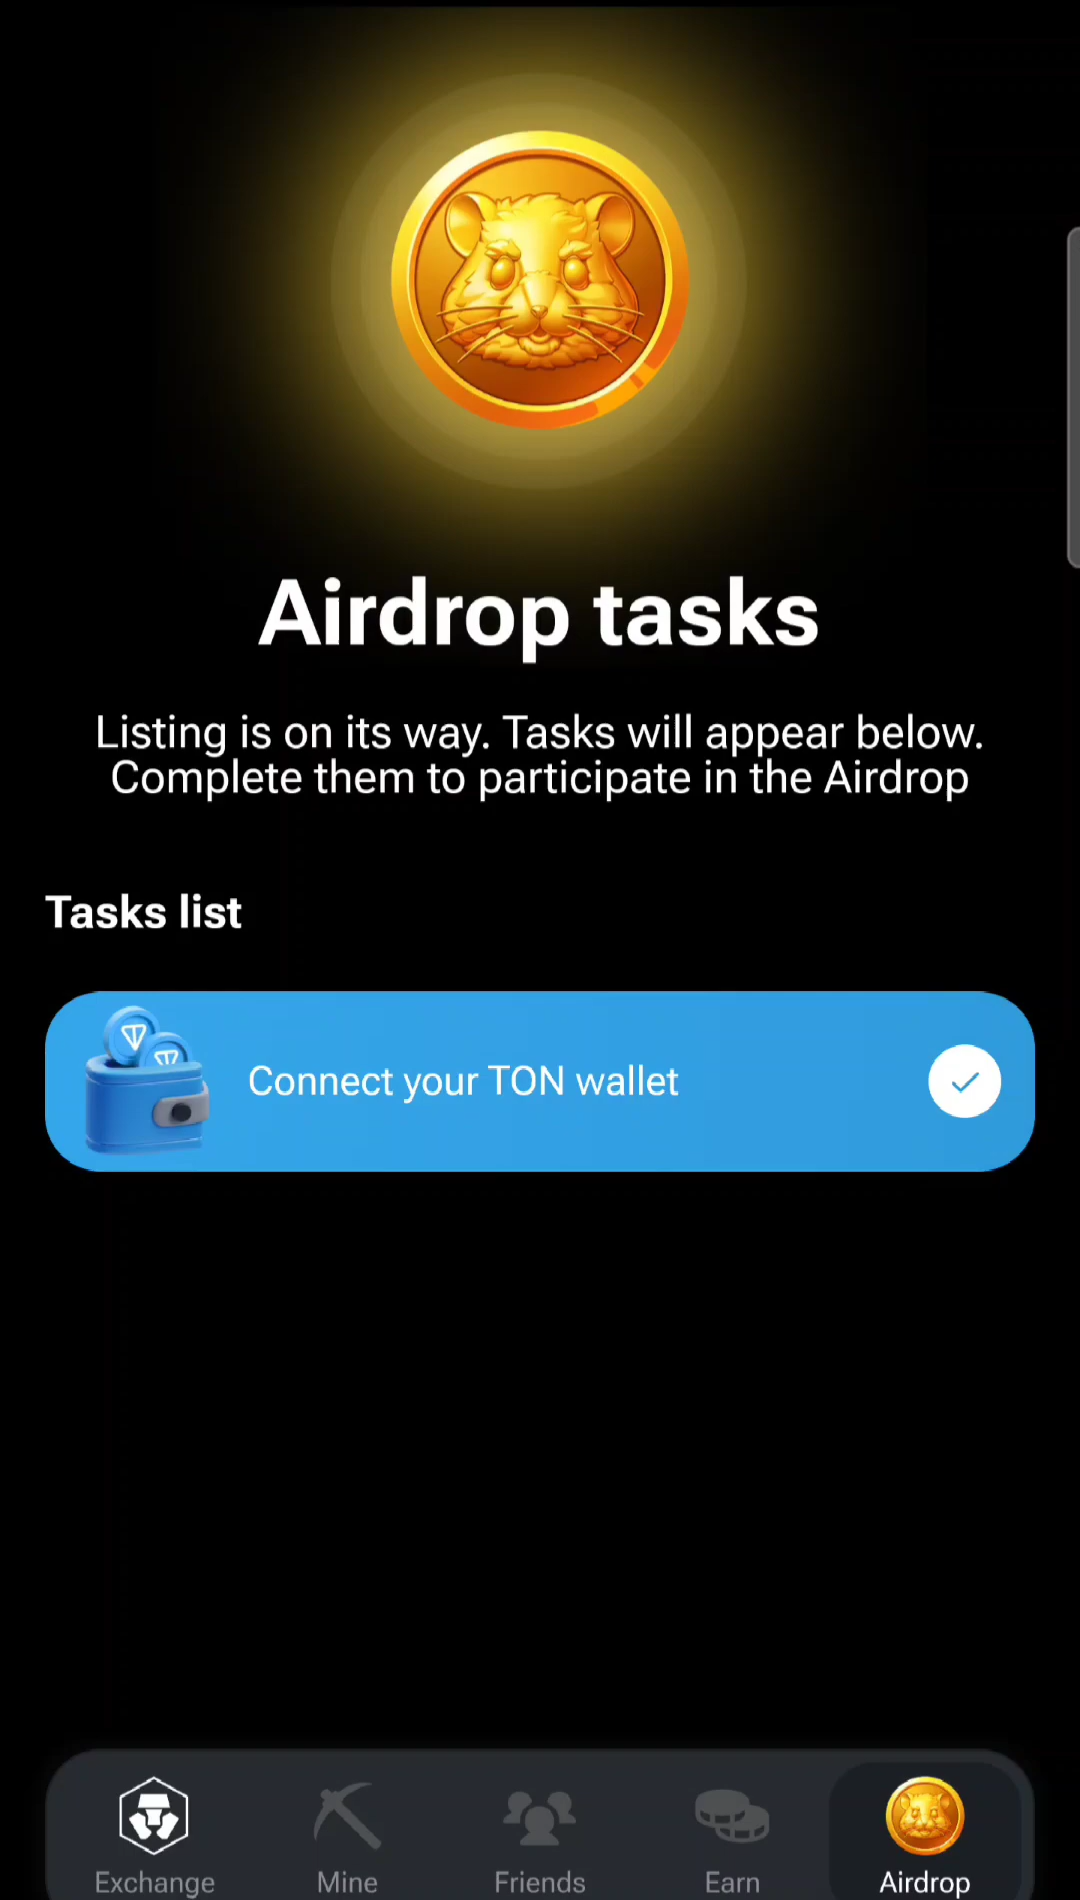 Airdrop tasks
Listing is on its way. Tasks will appear below.
Complete them to participate in the Airdrop
Tasks list
Connect your TON wallet
Exchange
Mine
Friends
Earn
Airdrop